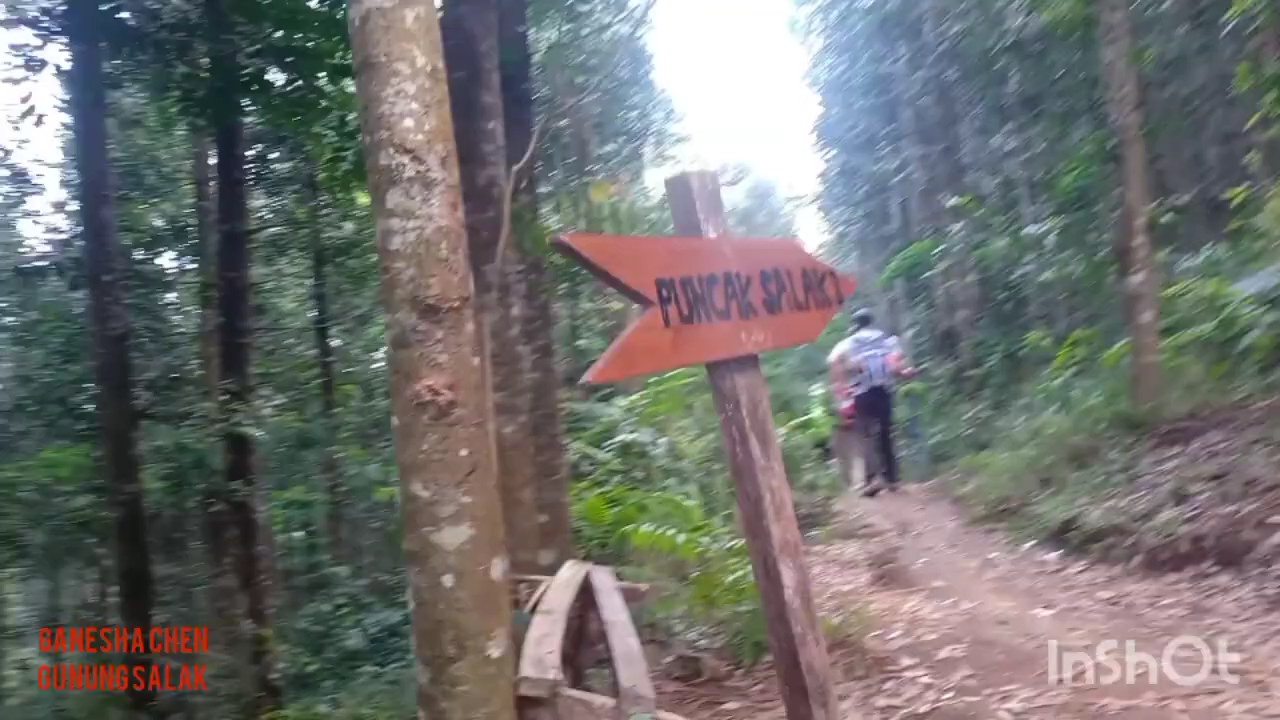 PUNCAK SALAK 1
GANESHA CHEN
GUNUNG SALAK
InShOt